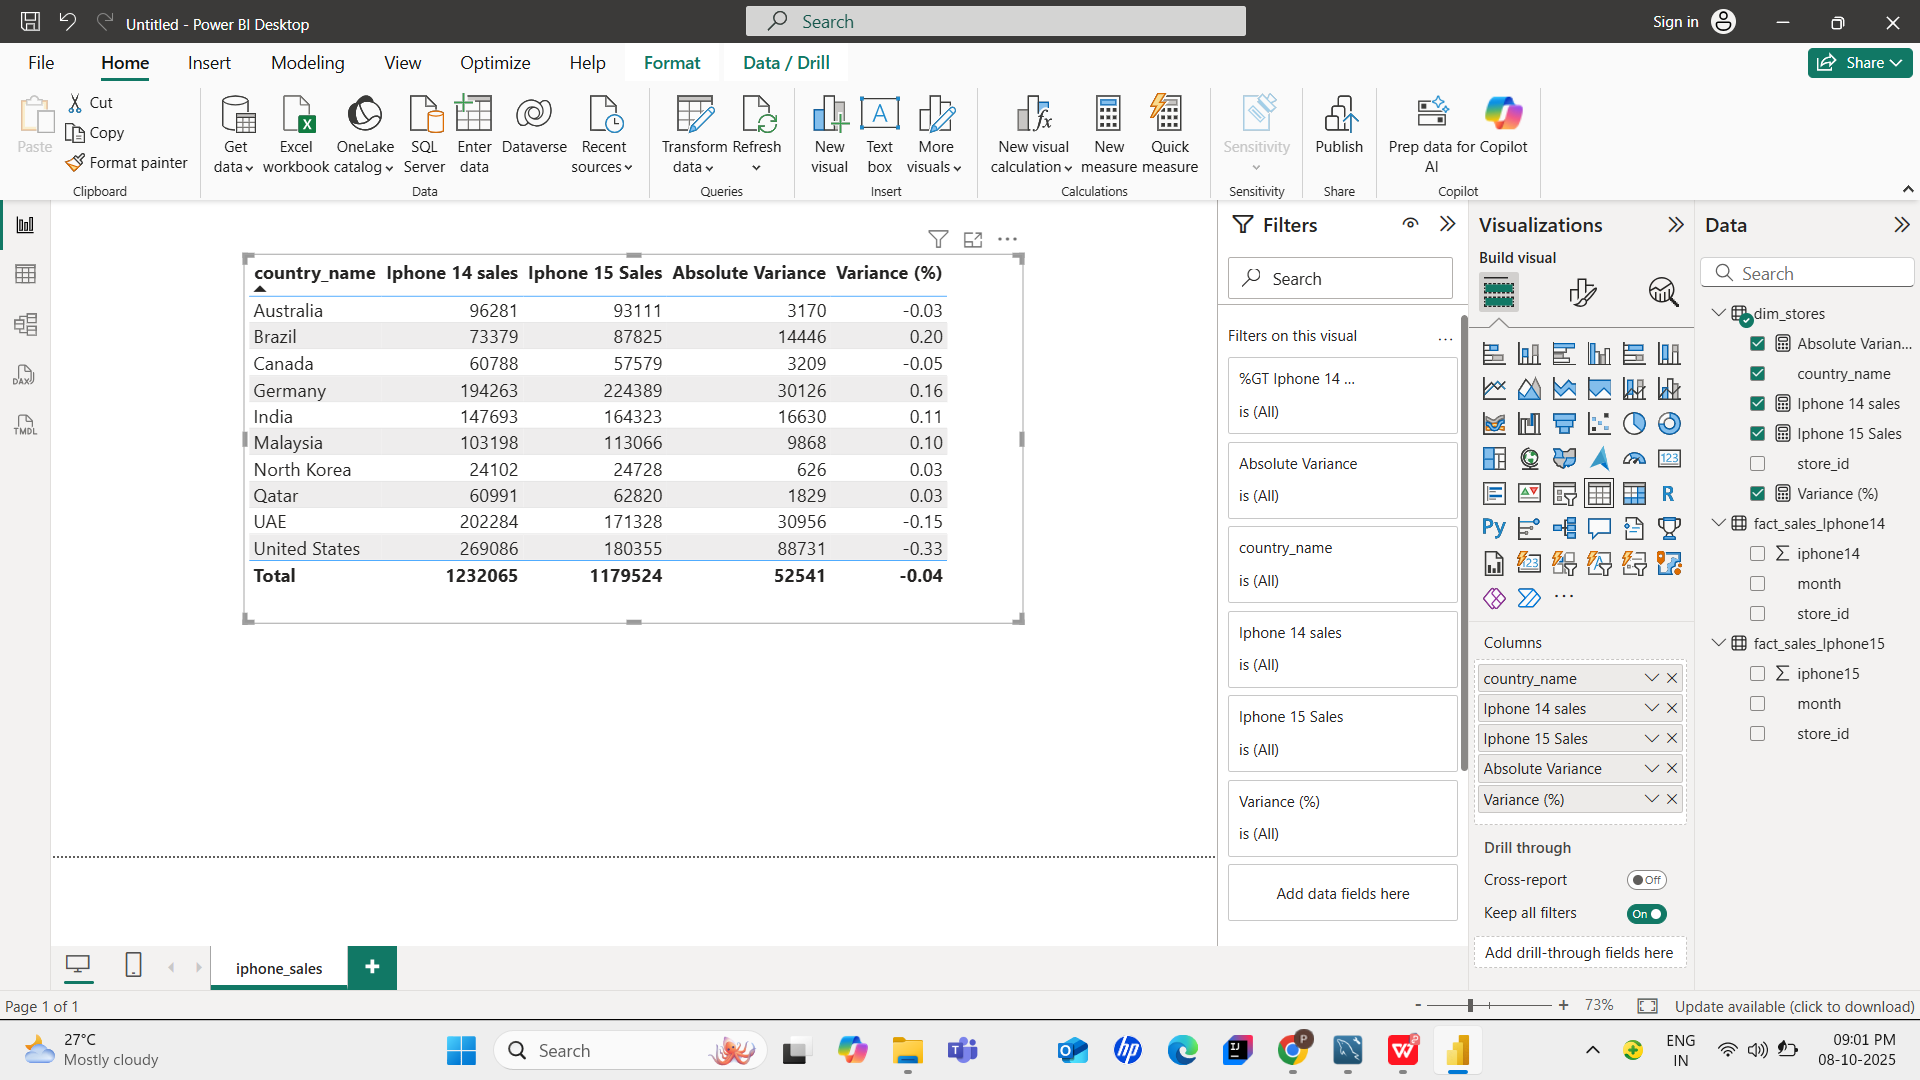 Untitled - Power BI Desktop
Search
Sign in
File
Home
Insert
Modeling
View
Optimize
Help
Format
Data / Drill
Share
Paste
Cut
Copy
Format painter
Clipboard
Get data
Excel workbook
OneLake catalog
SQL Server
Enter data
Dataverse
Recent sources
Data
Transform data
Refresh
Queries
New visual
Text box
More visuals
Insert
New visual calculation
New measure
Quick measure
Calculations
Sensitivity
Sensitivity
Publish
Share
Prep data for AI
Copilot
Copilot
DAX
TMDL
country_name Iphone 14 sales Iphone 15 Sales Absolute Variance Variance (%)
Australia 96281 93111 3170 -0.03
Brazil 73379 87825 14446 0.20
Canada 60788 57579 3209 -0.05
Germany 194263 224389 30126 0.16
India 147693 164323 16630 0.11
Malaysia 103198 113066 9868 0.10
North Korea 24102 24728 626 0.03
Qatar 60991 62820 1829 0.03
UAE 202284 171328 30956 -0.15
United States 269086 180355 88731 -0.33
Total 1232065 1179524 52541 -0.04
Filters
Search
Filters on this visual
%GT Iphone 14 ...
is (All)
Absolute Variance
is (All)
country_name
is (All)
Iphone 14 sales
is (All)
Iphone 15 Sales
is (All)
Variance (%)
is (All)
Add data fields here
Visualizations
Build visual
123
R
Py
123
Columns
country_name
Iphone 14 sales
Iphone 15 Sales
Absolute Variance
Variance (%)
Drill through
Cross-report
Off
Keep all filters
On
Add drill-through fields here
Data
Search
dim_stores
Absolute Varian...
country_name
Iphone 14 sales
Iphone 15 Sales
store_id
Variance (%)
fact_sales_Iphone14
iphone14
month
store_id
fact_sales_Iphone15
iphone15
month
store_id
iphone_sales
Page 1 of 1
73%
Update available (click to download)
27°C
Mostly cloudy
Search
ENG
IN
09:01 PM
08-10-2025